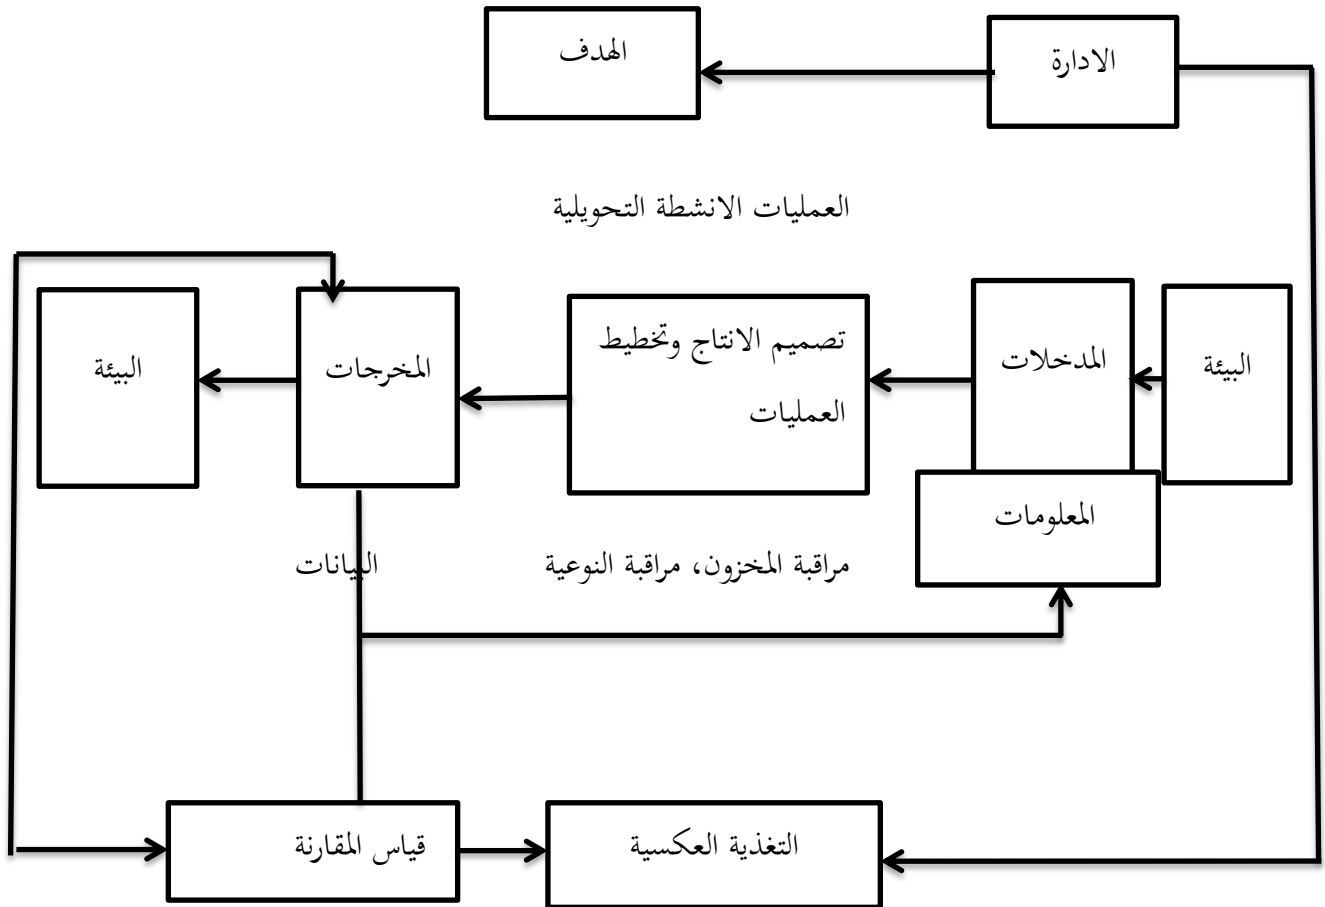 الادارة
الهدف
العمليات الانشطة التحويلية
البيئة
المدخلات
تصميم الانتاج وتخطيط
العمليات
المخرجات
البيئة
المعلومات
مراقبة المخزون، مراقبة النوعية
البيانات
قياس المقارنة
التغذية العكسية